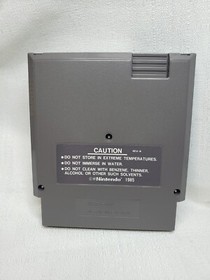 CAUTION REV-A
•DO NOT STORE IN EXTREME TEMPERATURES.
•DO NOT IMMERSE IN WATER.
•DO NOT CLEAN WITH BENZENE, THINNER,
ALCOHOL OR OTHER SUCH SOLVENTS.
©Nintendo 1985